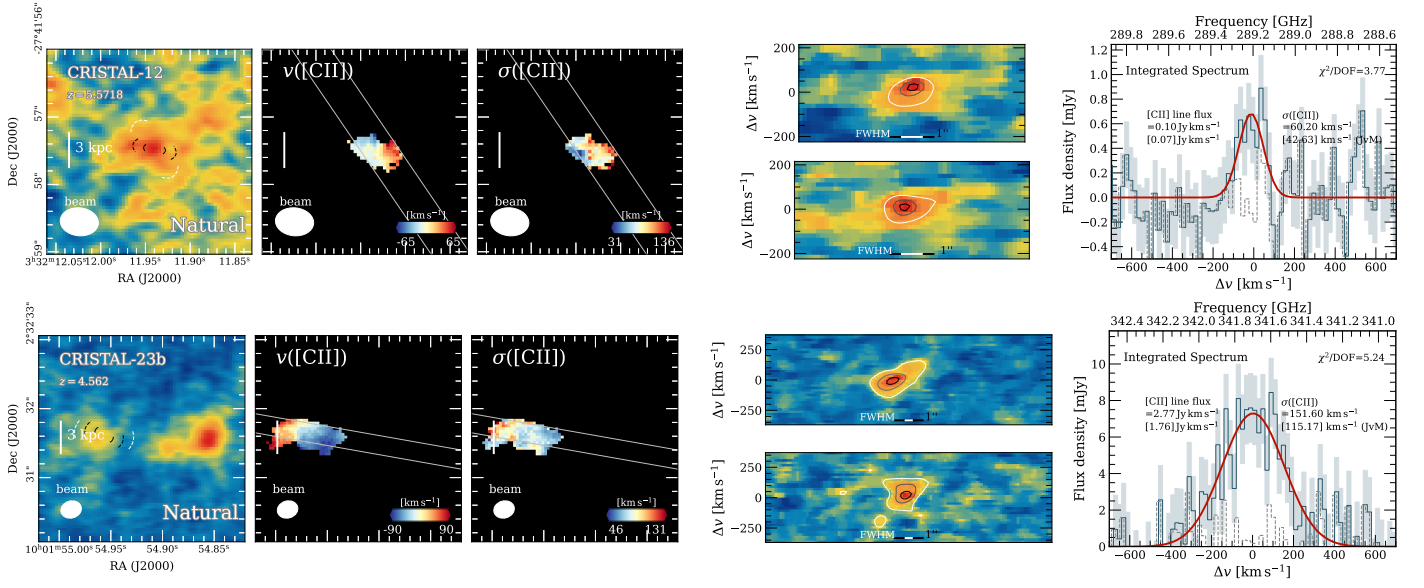 -27°41'56"
57"
58"
59"
Dec (J2000)
CRISTAL-12
z = 5.5718
3 kpc
beam
Natural
3ʰ32ᵐ12.05ˢ
12.00ˢ
11.95ˢ
11.90ˢ
11.85ˢ
RA (J2000)
v([CII])
[km s⁻¹]
-65
65
σ([CII])
[km s⁻¹]
31
136
200
0
−200
Δv [km s⁻¹]
FWHM
1"
200
0
−200
Δv [km s⁻¹]
FWHM
1"
Frequency [GHz]
289.8 289.6 289.4 289.2 289.0 288.8 288.6
Integrated Spectrum
χ²/DOF=3.77
[CII] line flux
=0.10 Jy km s⁻¹
[0.07] Jy km s⁻¹
σ([CII])
=60.20 km s⁻¹
[42.63] km s⁻¹ (JvM)
1.2
1.0
0.8
0.6
0.4
0.2
0.0
−0.2
−0.4
Flux density [mJy]
−600 −400 −200 0 200 400 600
Δv [km s⁻¹]
2°32'33"
32"
31"
Dec (J2000)
CRISTAL-23b
z = 4.562
3 kpc
beam
Natural
10ʰ01ᵐ55.00ˢ
54.95ˢ
54.90ˢ
54.85ˢ
RA (J2000)
v([CII])
beam
[km s⁻¹]
-90
90
σ([CII])
beam
[km s⁻¹]
46
131
250
0
−250
Δv [km s⁻¹]
FWHM
1"
250
0
−250
Δv [km s⁻¹]
FWHM
1"
Frequency [GHz]
342.4 342.2 342.0 341.8 341.6 341.4 341.2 341.0
Integrated Spectrum
χ²/DOF=5.24
[CII] line flux
=2.77 Jy km s⁻¹
[1.76] Jy km s⁻¹
σ([CII])
=151.60 km s⁻¹
[115.17] km s⁻¹ (JvM)
10
8
6
4
2
0
Flux density [mJy]
−600 −400 −200 0 200 400 600
Δv [km s⁻¹]